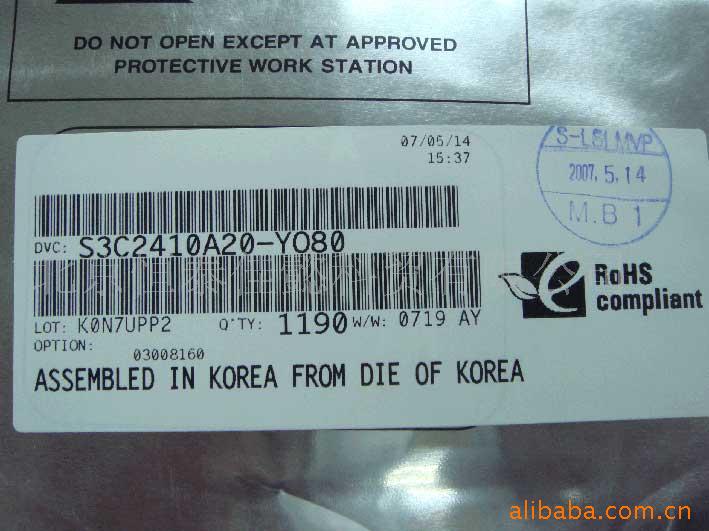 DO NOT OPEN EXCEPT AT APPROVED
PROTECTIVE WORK STATION
07/05/14
15:37
S-LSI MVP
2007. 5. 14
M.B 1
DVC: S3C2410A20-YO80
RoHS
compliant
LOT: K0N7UPP2 Q'TY: 1190 W/W: 0719 AY
OPTION:
03008160
ASSEMBLED IN KOREA FROM DIE OF KOREA
alibaba.com.cn